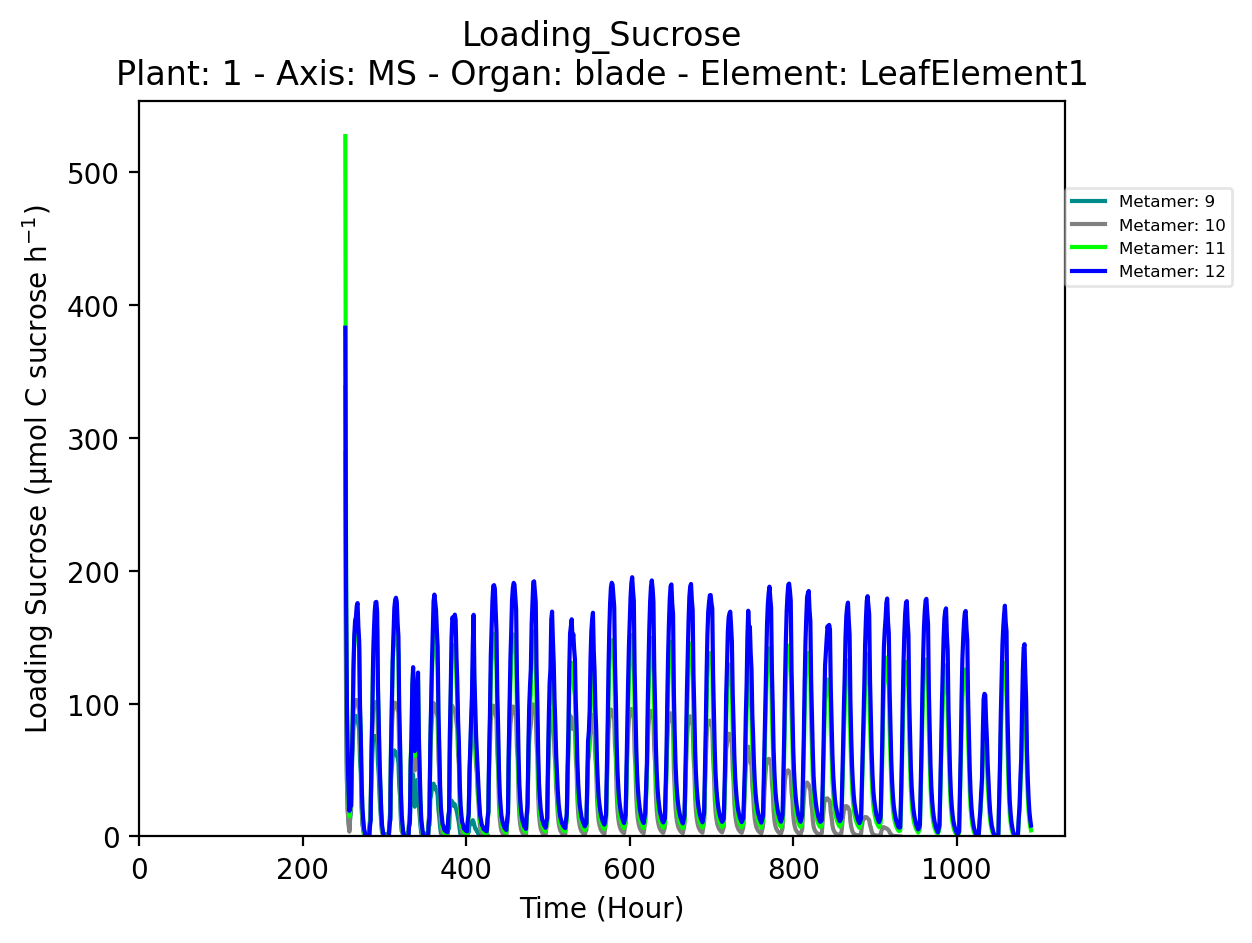 Loading_Sucrose
Plant: 1 - Axis: MS - Organ: blade - Element: LeafElement1
Loading Sucrose (µmol C sucrose h⁻¹)
500
400
300
200
100
0
0 200 400 600 800 1000
Time (Hour)
Metamer: 9
Metamer: 10
Metamer: 11
Metamer: 12